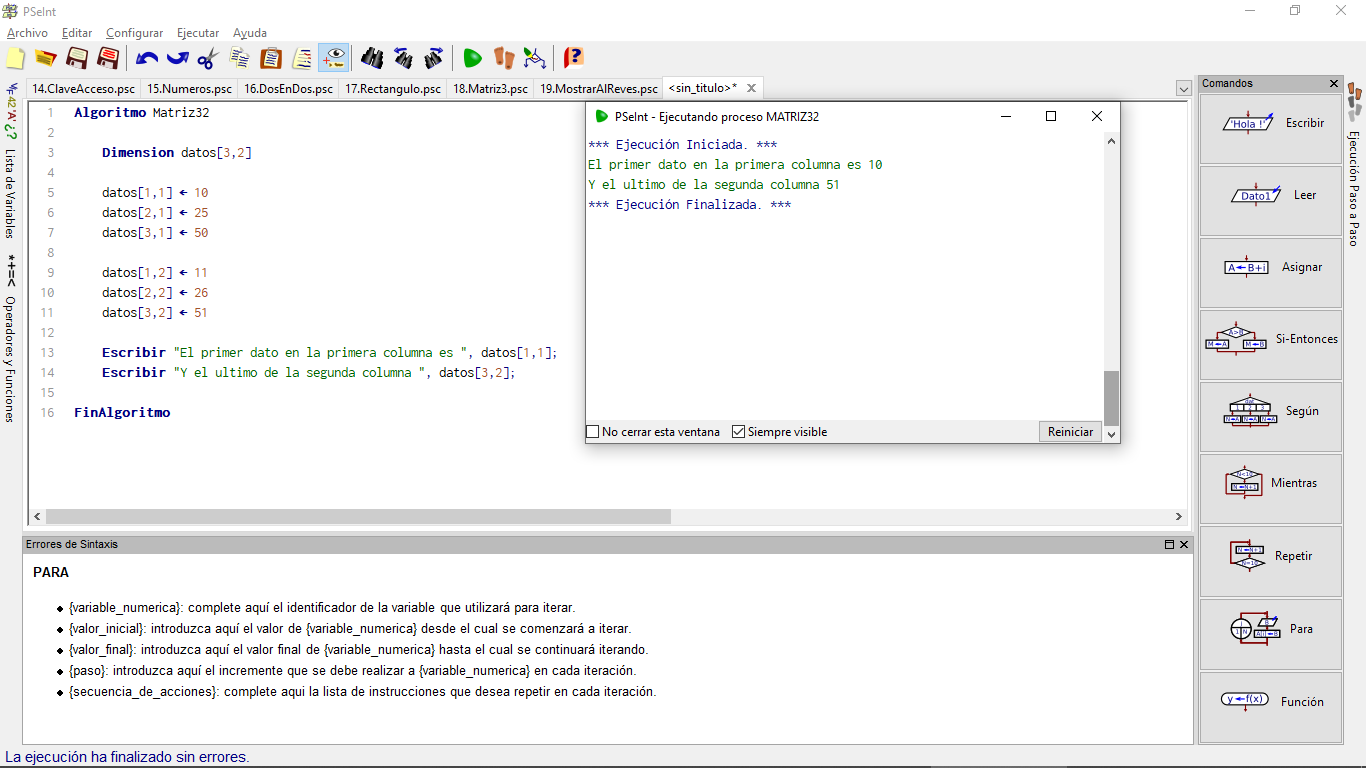 PSeInt
Archivo Editar Configurar Ejecutar Ayuda
14.ClaveAcceso.psc 15.Numeros.psc 16.DosEnDos.psc 17.Rectangulo.psc 18.Matriz3.psc 19.MostrarAlReves.psc <sin_titulo>*
1 Algoritmo Matriz32
2
3 Dimension datos[3,2]
4
5 datos[1,1] ← 10
6 datos[2,1] ← 25
7 datos[3,1] ← 50
8
9 datos[1,2] ← 11
10 datos[2,2] ← 26
11 datos[3,2] ← 51
12
13 Escribir "El primer dato en la primera columna es ", datos[1,1];
14 Escribir "Y el ultimo de la segunda columna ", datos[3,2];
15
16 FinAlgoritmo
PSeInt - Ejecutando proceso MATRIZ32
*** Ejecución Iniciada. ***
El primer dato en la primera columna es 10
Y el ultimo de la segunda columna 51
*** Ejecución Finalizada. ***
No cerrar esta ventana
Siempre visible
Reiniciar
Lista de Variables
*+=< Operadores y Funciones
Errores de Sintaxis
PARA
{variable_numerica}: complete aquí el identificador de la variable que utilizará para iterar.
{valor_inicial}: introduzca aquí el valor de {variable_numerica} desde el cual se comenzará a iterar.
{valor_final}: introduzca aquí el valor final de {variable_numerica} hasta el cual se continuará iterando.
{paso}: introduzca aquí el incremente que se debe realizar a {variable_numerica} en cada iteración.
{secuencia_de_acciones}: complete aqui la lista de instrucciones que desea repetir en cada iteración.
Comandos
'Hola !' Escribir
Dato1 Leer
A←B+i Asignar
A>B M←A M←B Si-Entonces
Según
Mientras
Repetir
Para
y←f(x) Función
Ejecución Paso a Paso
La ejecución ha finalizado sin errores.